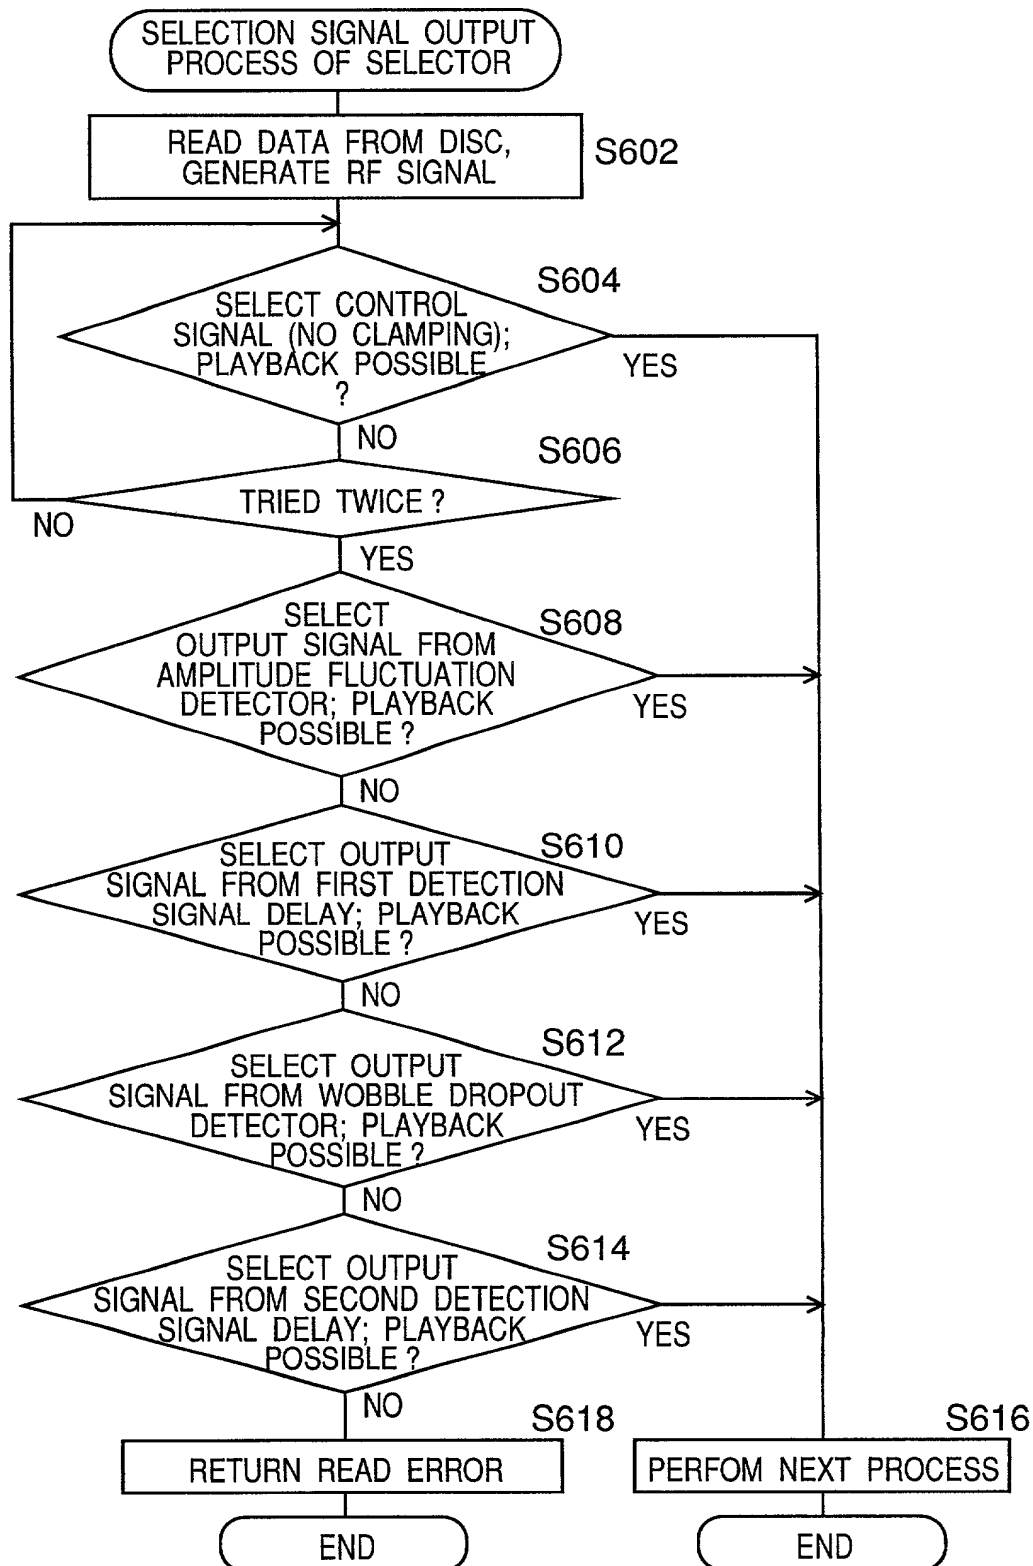 SELECTION SIGNAL OUTPUT
PROCESS OF SELECTOR
READ DATA FROM DISC,
GENERATE RF SIGNAL
S602
S604
SELECT CONTROL
SIGNAL (NO CLAMPING);
PLAYBACK POSSIBLE
?
YES
NO
S606
TRIED TWICE ?
NO
YES
S608
SELECT
OUTPUT SIGNAL FROM
AMPLITUDE FLUCTUATION
DETECTOR; PLAYBACK
POSSIBLE ?
YES
NO
S610
SELECT OUTPUT
SIGNAL FROM FIRST DETECTION
SIGNAL DELAY; PLAYBACK
POSSIBLE ?
YES
NO
S612
SELECT OUTPUT
SIGNAL FROM WOBBLE DROPOUT
DETECTOR; PLAYBACK
POSSIBLE ?
YES
NO
S614
SELECT OUTPUT
SIGNAL FROM SECOND DETECTION
SIGNAL DELAY; PLAYBACK
POSSIBLE ?
YES
NO
S618
RETURN READ ERROR
END
S616
PERFOM NEXT PROCESS
END